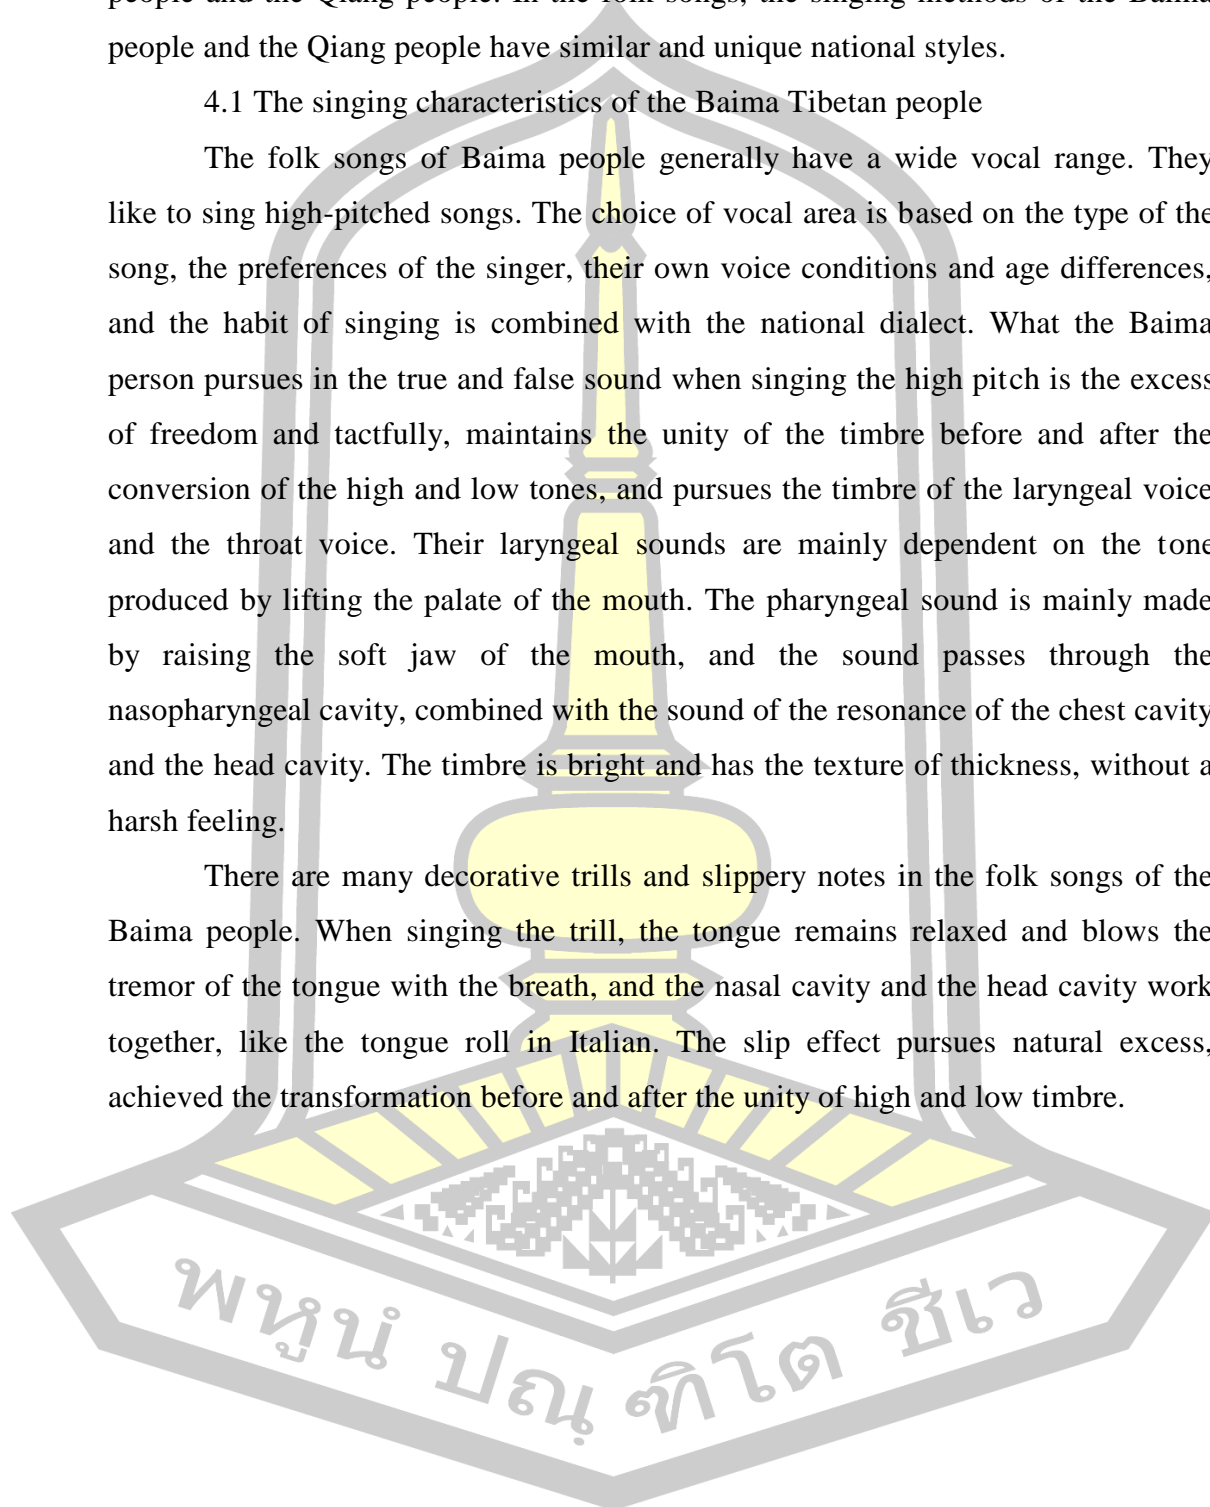 people and the Qiang people. In the folk songs, the singing methods of the Baima
people and the Qiang people have similar and unique national styles.
4.1 The singing characteristics of the Baima Tibetan people
The folk songs of Baima people generally have a wide vocal range. They
like to sing high-pitched songs. The choice of vocal area is based on the type of the
song, the preferences of the singer, their own voice conditions and age differences,
and the habit of singing is combined with the national dialect. What the Baima
person pursues in the true and false sound when singing the high pitch is the excess
of freedom and tactfully, maintains the unity of the timbre before and after the
conversion of the high and low tones, and pursues the timbre of the laryngeal voice
and the throat voice. Their laryngeal sounds are mainly dependent on the tone
produced by lifting the palate of the mouth. The pharyngeal sound is mainly made
by raising the soft jaw of the mouth, and the sound passes through the
nasopharyngeal cavity, combined with the sound of the resonance of the chest cavity
and the head cavity. The timbre is bright and has the texture of thickness, without a
harsh feeling.
There are many decorative trills and slippery notes in the folk songs of the
Baima people. When singing the trill, the tongue remains relaxed and blows the
tremor of the tongue with the breath, and the nasal cavity and the head cavity work
together, like the tongue roll in Italian. The slip effect pursues natural excess,
achieved the transformation before and after the unity of high and low timbre.
พหูนํ ปณฺฑิโต ชีเว